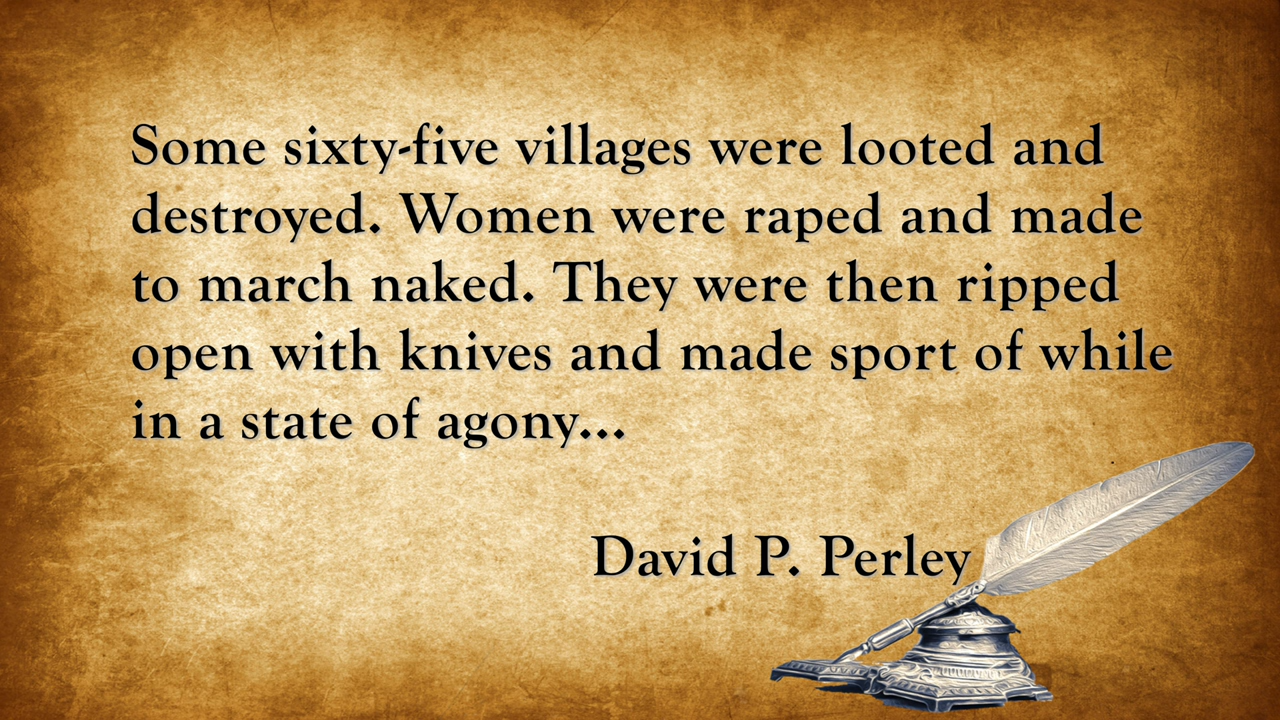 Some sixty-five villages were looted and
destroyed. Women were raped and made
to march naked. They were then ripped
open with knives and made sport of while
in a state of agony...
David P. Perley